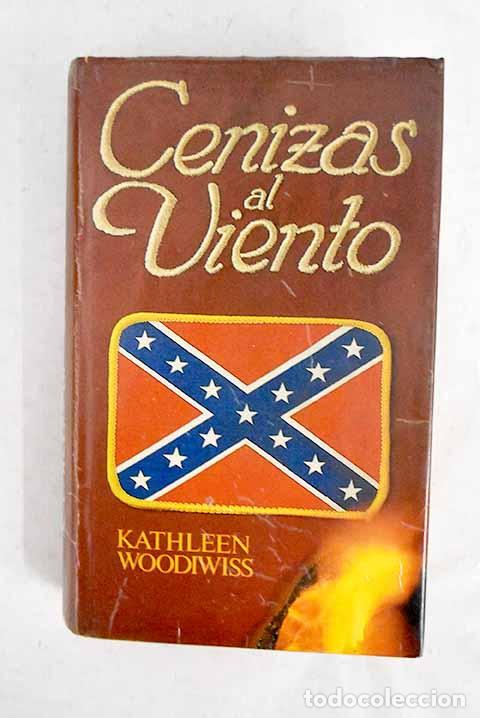 Cenizas
al
Viento
KATHLEEN
WOODIWISS
todocoleccion